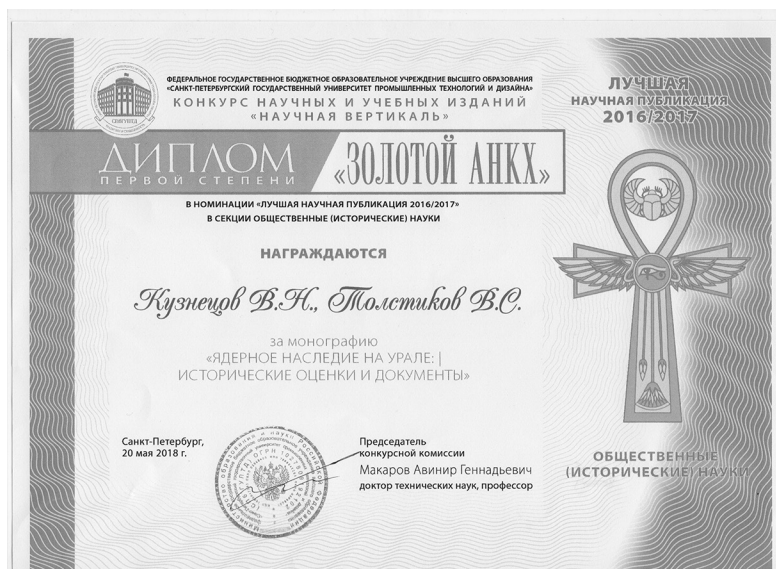 ФЕДЕРАЛЬНОЕ ГОСУДАРСТВЕННОЕ БЮДЖЕТНОЕ ОБРАЗОВАТЕЛЬНОЕ УЧРЕЖДЕНИЕ ВЫСШЕГО ОБРАЗОВАНИЯ
«САНКТ-ПЕТЕРБУРГСКИЙ ГОСУДАРСТВЕННЫЙ УНИВЕРСИТЕТ ПРОМЫШЛЕННЫХ ТЕХНОЛОГИЙ И ДИЗАЙНА»
КОНКУРС НАУЧНЫХ И УЧЕБНЫХ ИЗДАНИЙ
«НАУЧНАЯ ВЕРТИКАЛЬ»
ДИПЛОМ
ПЕРВОЙ СТЕПЕНИ
«ЗОЛОТОЙ АНКХ»
В НОМИНАЦИИ «ЛУЧШАЯ НАУЧНАЯ ПУБЛИКАЦИЯ 2016/2017»
В СЕКЦИИ ОБЩЕСТВЕННЫЕ (ИСТОРИЧЕСКИЕ) НАУКИ
НАГРАЖДАЮТСЯ
Кузнецов В.Н., Толстиков В.С.
за монографию
«ЯДЕРНОЕ НАСЛЕДИЕ НА УРАЛЕ: |
ИСТОРИЧЕСКИЕ ОЦЕНКИ И ДОКУМЕНТЫ»
Санкт-Петербург,
20 мая 2018 г.
Председатель
конкурсной комиссии
Макаров Авинир Геннадьевич
доктор технических наук, профессор
ЛУЧШАЯ
НАУЧНАЯ ПУБЛИКАЦИЯ
2016/2017
ОБЩЕСТВЕННЫЕ
(ИСТОРИЧЕСКИЕ) НАУКИ